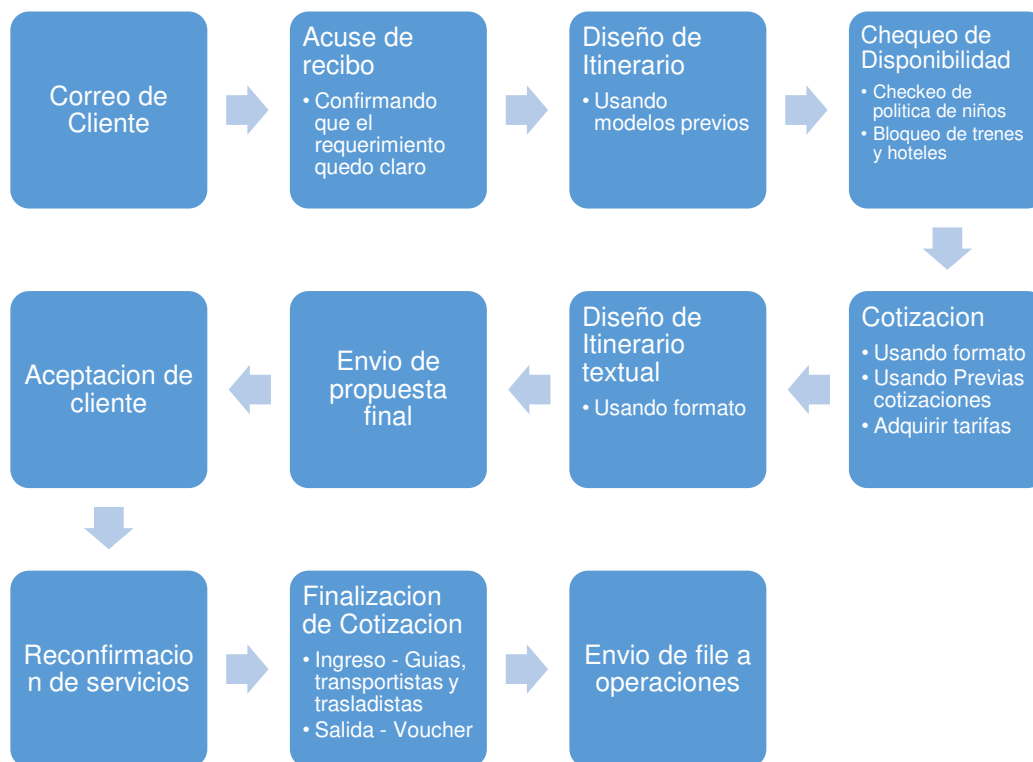 Correo de
Cliente
Acuse de
recibo
• Confirmando
que el
requerimiento
quedo claro
Diseño de
Itinerario
• Usando
modelos previos
Chequeo de
Disponibilidad
• Checkeo de
politica de niños
• Bloqueo de trenes
y hoteles
Cotizacion
• Usando formato
• Usando Previas
cotizaciones
• Adquirir tarifas
Diseño de
Itinerario
textual
• Usando formato
Envio de
propuesta
final
Aceptacion de
cliente
Reconfirmacio
n de servicios
Finalizacion
de Cotizacion
• Ingreso - Guias,
transportistas y
trasladistas
• Salida - Voucher
Envio de file a
operaciones